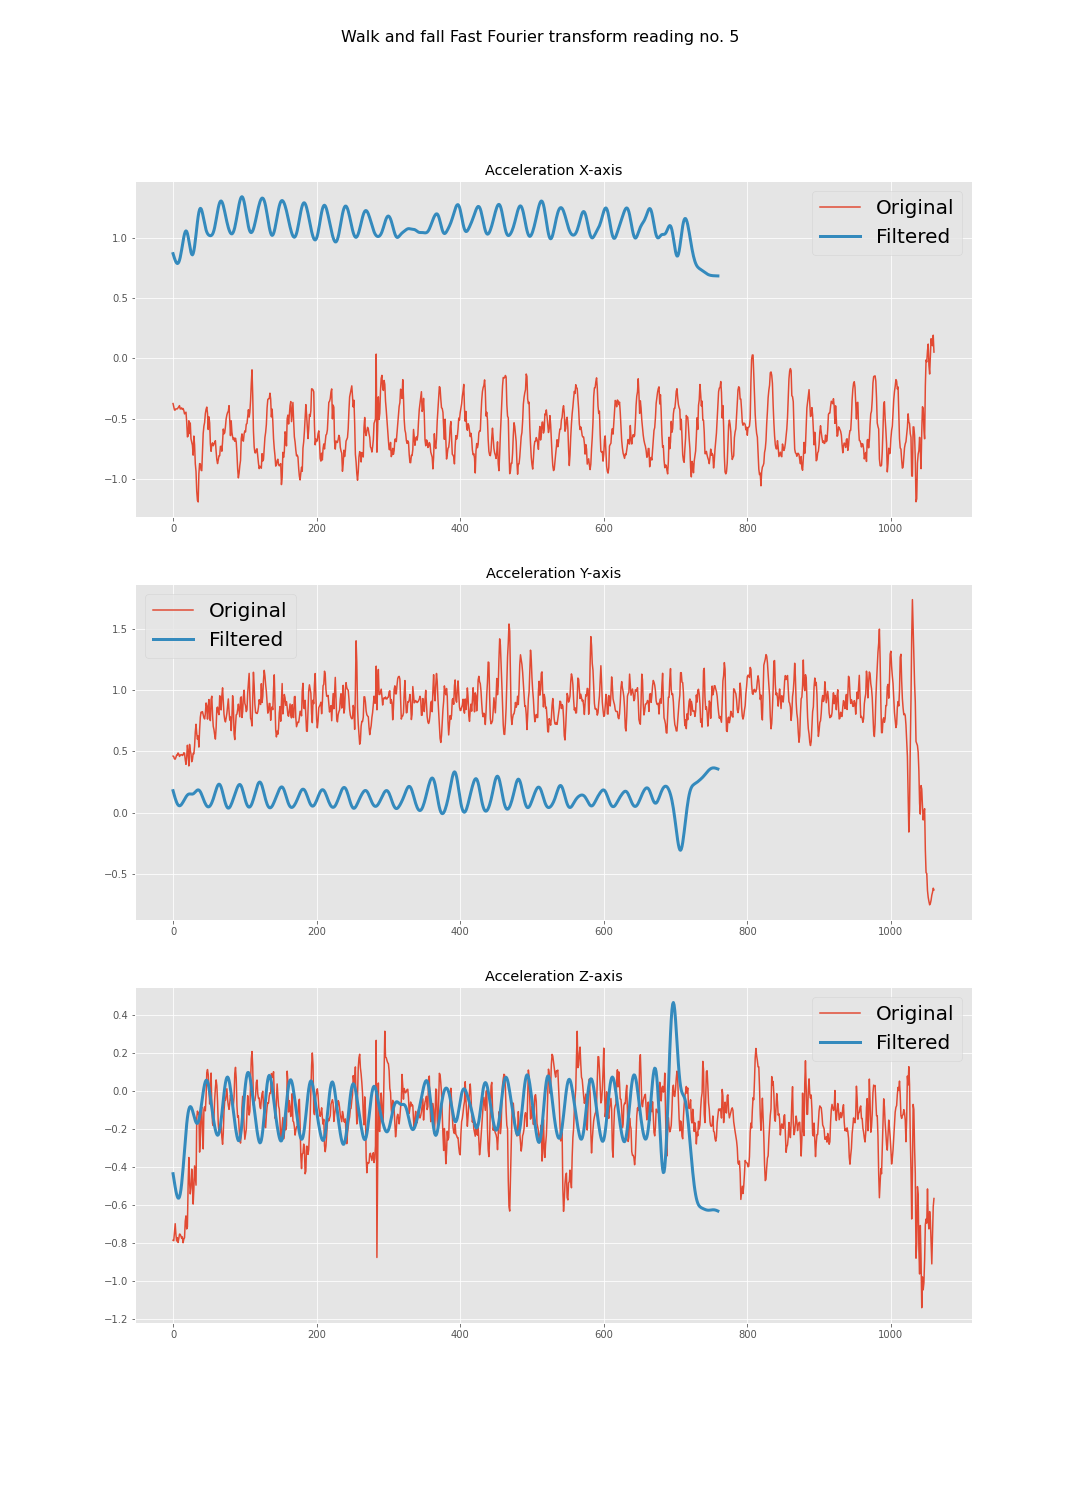 Walk and fall Fast Fourier transform reading no. 5
Acceleration X-axis
Original
Filtered
1.0
0.5
0.0
−0.5
−1.0
0 200 400 600 800 1000
Acceleration Y-axis
Original
Filtered
1.5
1.0
0.5
0.0
−0.5
0 200 400 600 800 1000
Acceleration Z-axis
Original
Filtered
0.4
0.2
0.0
−0.2
−0.4
−0.6
−0.8
−1.0
−1.2
0 200 400 600 800 1000